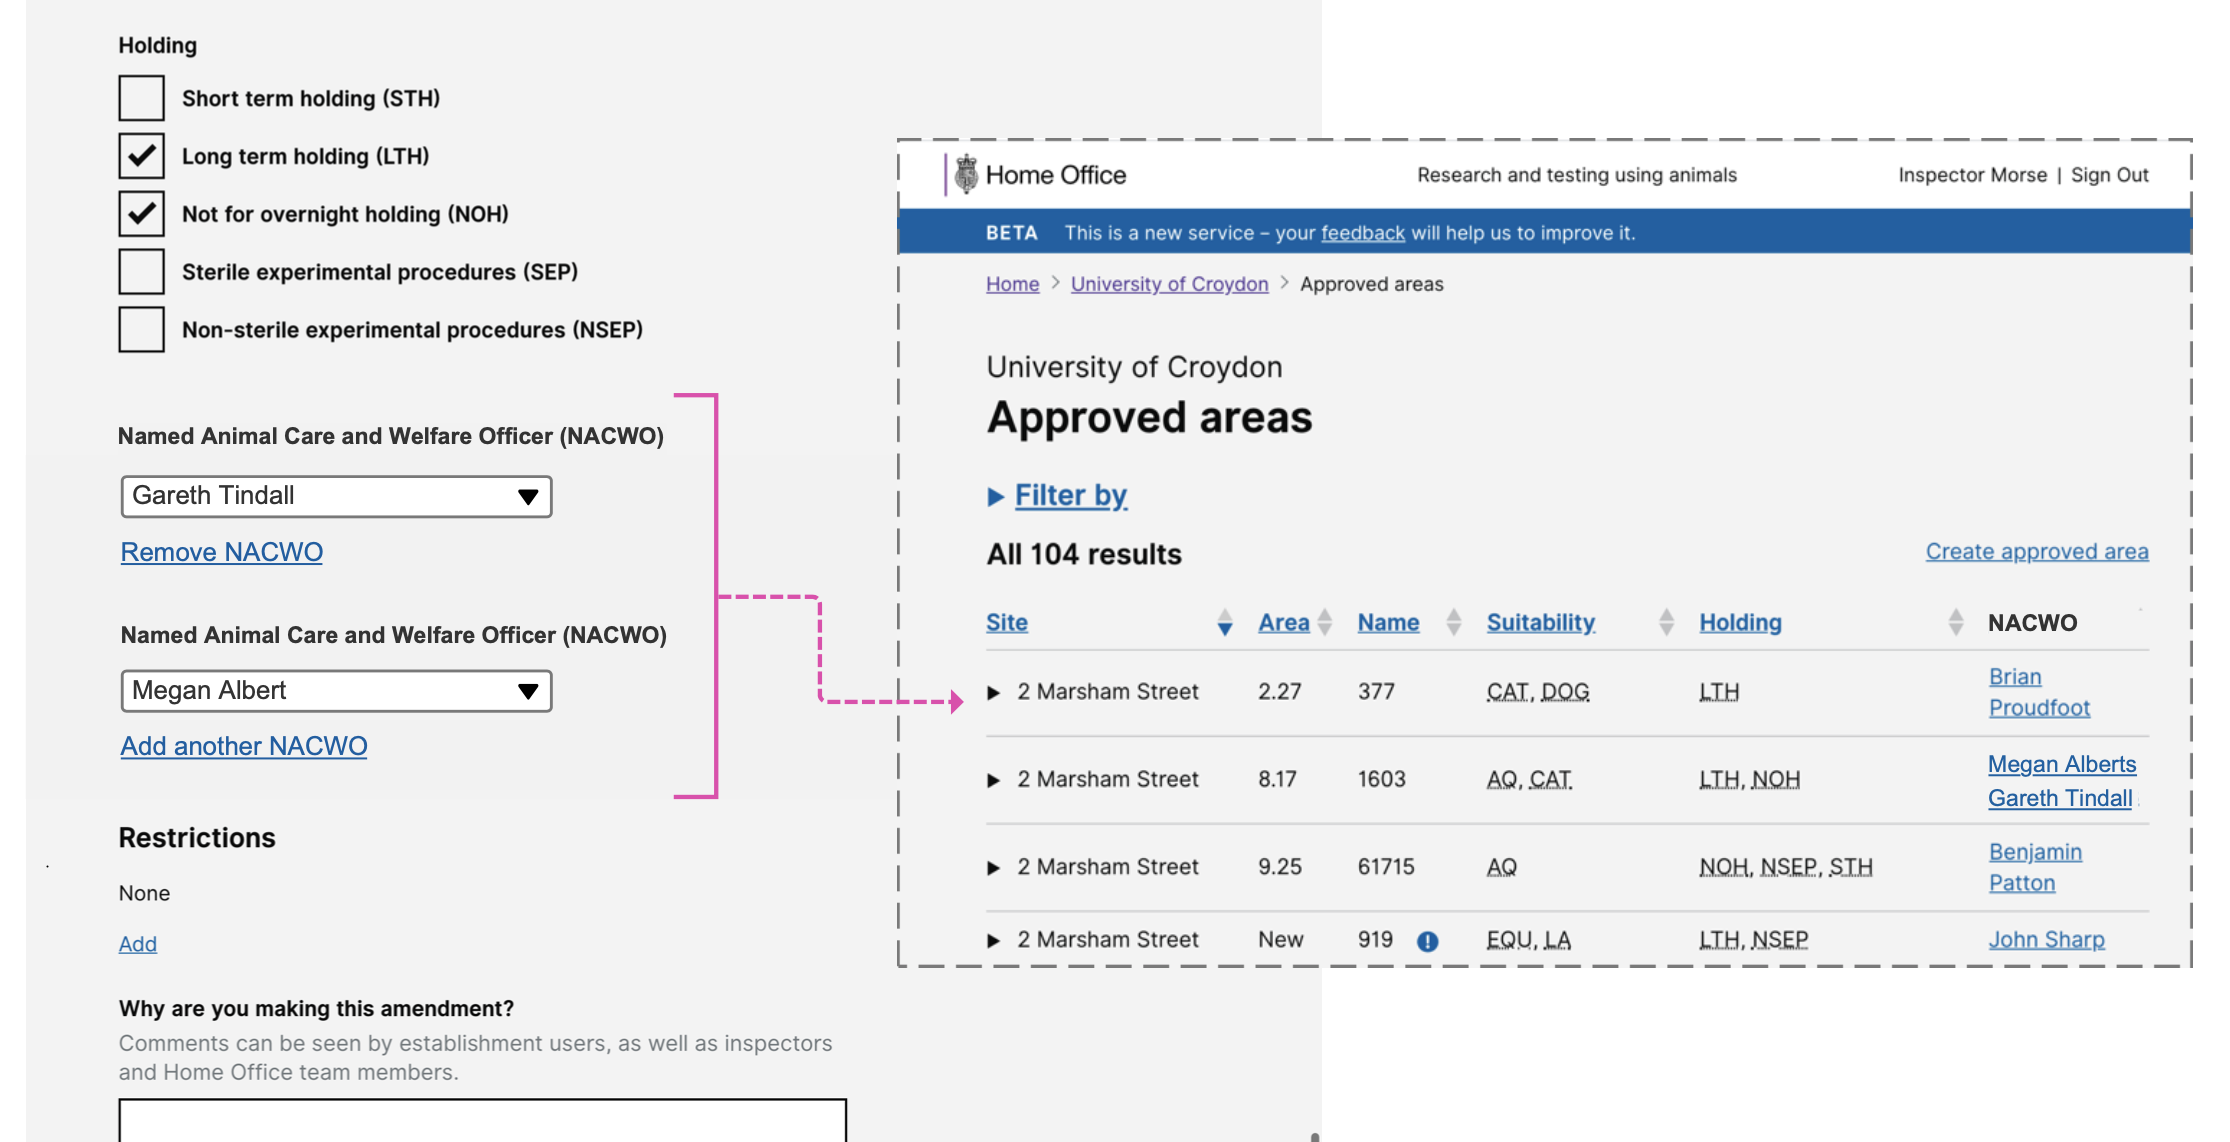 Holding
Short term holding (STH)
Long term holding (LTH)
Not for overnight holding (NOH)
Sterile experimental procedures (SEP)
Non-sterile experimental procedures (NSEP)
Named Animal Care and Welfare Officer (NACWO)
Gareth Tindall
Remove NACWO
Named Animal Care and Welfare Officer (NACWO)
Megan Albert
Add another NACWO
Restrictions
None
Add
Why are you making this amendment?
Comments can be seen by establishment users, as well as inspectors
and Home Office team members.
Home Office Research and testing using animals Inspector Morse | Sign Out
BETA This is a new service – your feedback will help us to improve it.
Home > University of Croydon > Approved areas
University of Croydon
Approved areas
Filter by
All 104 results Create approved area
Site Area Name Suitability Holding NACWO
2 Marsham Street 2.27 377 CAT, DOG LTH Brian
Proudfoot
2 Marsham Street 8.17 1603 AQ, CAT LTH, NOH Megan Alberts
Gareth Tindall
2 Marsham Street 9.25 61715 AQ NOH, NSEP, STH Benjamin
Patton
2 Marsham Street New 919 ! EQU, LA LTH, NSEP John Sharp